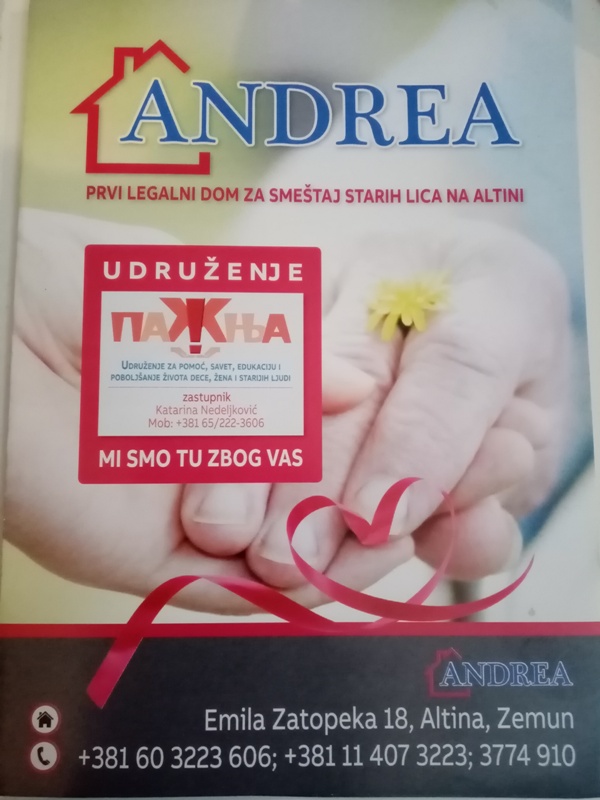 ANDREA
PRVI LEGALNI DOM ZA SMEŠTAJ STARIH LICA NA ALTINI
UDRUŽENJE
ПАЖЊА
UDRUŽENJE ZA POMOĆ, SAVET, EDUKACIJU I
POBOLJŠANJE ŽIVOTA DECE, ŽENA I STARIJIH LJUDI
zastupnik
Katarina Nedeljković
Mob: +381 65/222-3606
MI SMO TU ZBOG VAS
ANDREA
Emila Zatopeka 18, Altina, Zemun
+381 60 3223 606; +381 11 407 3223; 3774 910